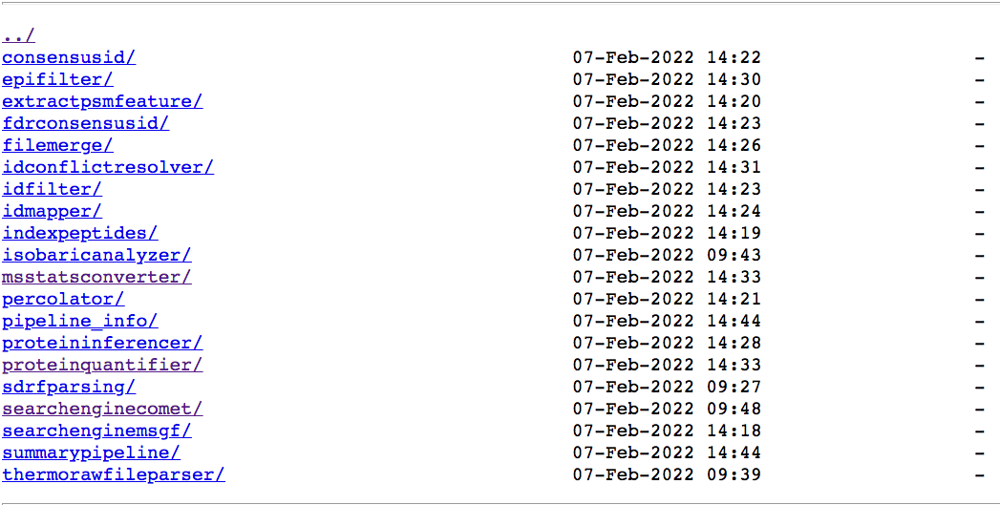 ../
consensusid/ 07-Feb-2022 14:22 -
epifilter/ 07-Feb-2022 14:30 -
extractpsmfeature/ 07-Feb-2022 14:20 -
fdrconsensusid/ 07-Feb-2022 14:23 -
filemerge/ 07-Feb-2022 14:26 -
idconflictresolver/ 07-Feb-2022 14:31 -
idfilter/ 07-Feb-2022 14:23 -
idmapper/ 07-Feb-2022 14:24 -
indexpeptides/ 07-Feb-2022 14:19 -
isobaricanalyzer/ 07-Feb-2022 09:43 -
msstatsconverter/ 07-Feb-2022 14:33 -
percolator/ 07-Feb-2022 14:21 -
pipeline_info/ 07-Feb-2022 14:44 -
proteininferencer/ 07-Feb-2022 14:28 -
proteinquantifier/ 07-Feb-2022 14:33 -
sdrfparsing/ 07-Feb-2022 09:27 -
searchenginecomet/ 07-Feb-2022 09:48 -
searchenginemsgf/ 07-Feb-2022 14:18 -
summarypipeline/ 07-Feb-2022 14:44 -
thermorawfileparser/ 07-Feb-2022 09:39 -